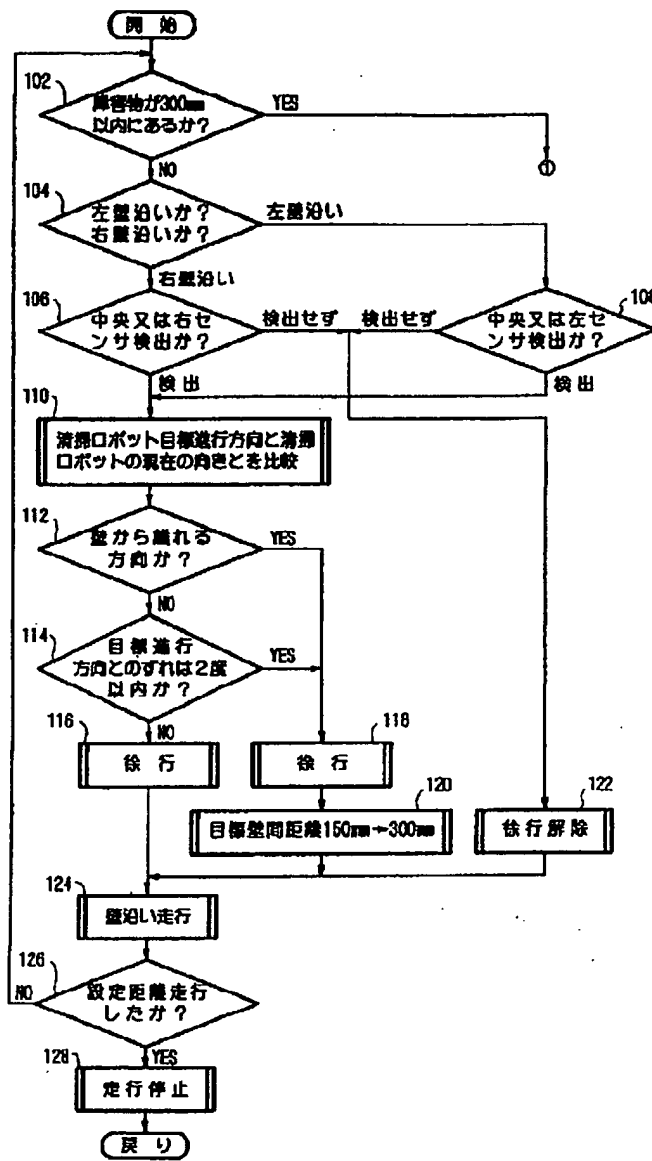 開始
102
障害物が300mm
以内にあるか?
YES
①
NO
104
左壁沿いか?
右壁沿いか?
左壁沿い
右壁沿い
106
中央又は右セ
ンサ検出か?
検出せず
検出せず
108
中央又は左セ
ンサ検出か?
検出
検出
110
清掃ロボット目標進行方向と清掃
ロボットの現在の向きとを比較
112
壁から離れる
方向か?
YES
NO
114
目標進行
方向とのずれは2度
以内か?
YES
NO
116
徐行
118
徐行
120
目標壁間距離150mm→300mm
122
徐行解除
124
壁沿い走行
126
設定距離走行
したか?
NO
YES
128
走行停止
戻り